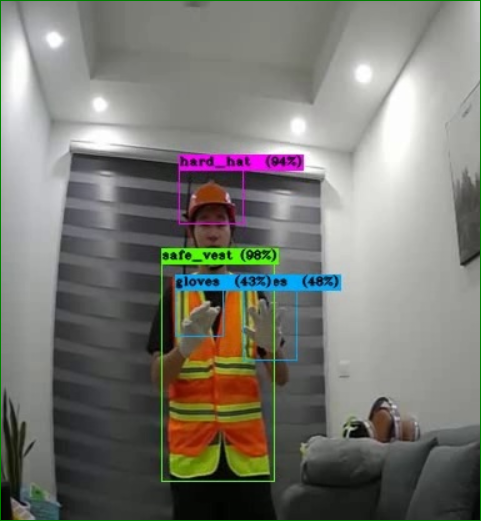 hard_hat (94%)
safe_vest (98%)
gloves (43%)es (48%)